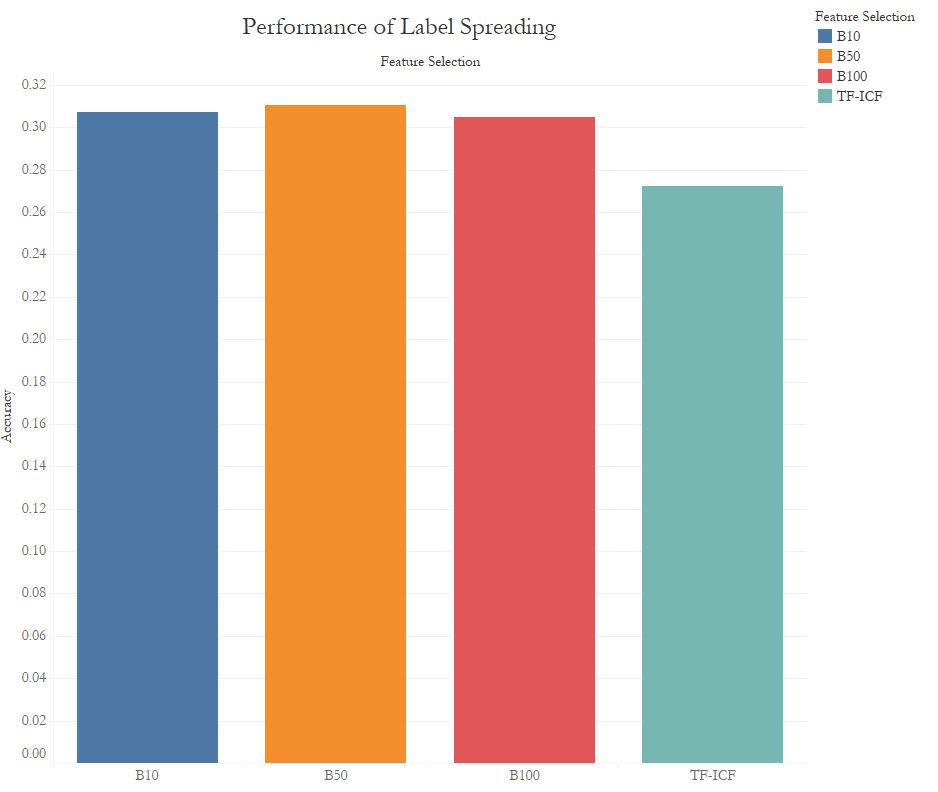 Performance of Label Spreading
Feature Selection
Feature Selection
B10
B50
B100
TF-ICF
0.32
0.30
0.28
0.26
0.24
0.22
0.20
0.18
0.16
0.14
0.12
0.10
0.08
0.06
0.04
0.02
0.00
Accuracy
B10
B50
B100
TF-ICF